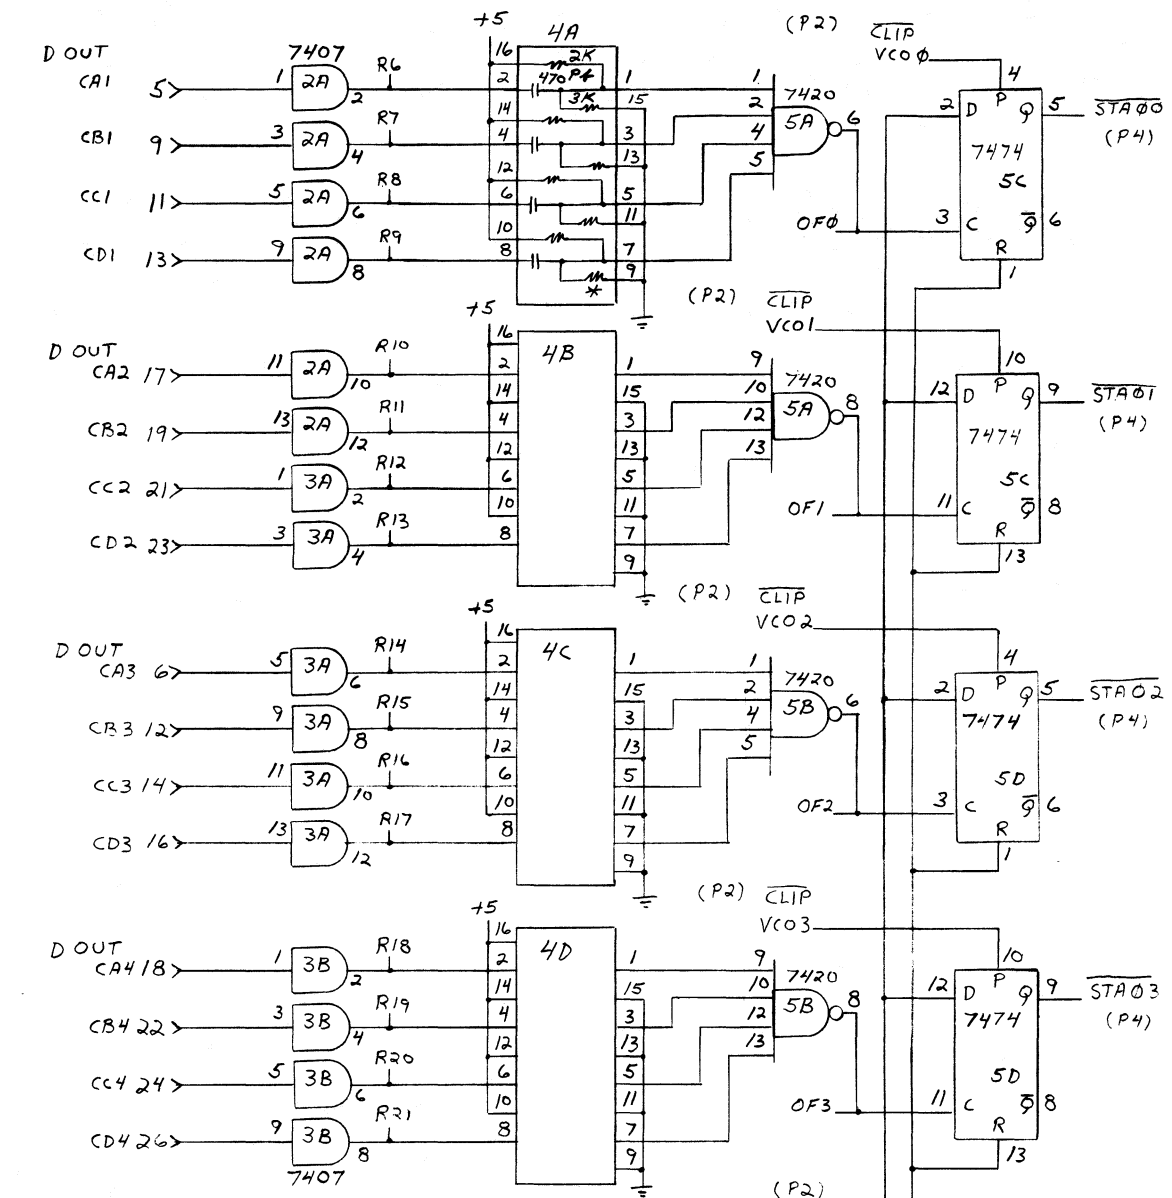 +5 4A (P2) C̅L̅I̅P̅
D OUT 7407 16 2K VCOØ 4
CA1 5 1 2A 2 R6 2 470 Pf 1 1 7420 2 D P Q 5 S̅T̅A̅Ø̅Ø̅
14 3K 15 2 (P4)
CB1 9 3 2A 4 R7 4 3 4 5A 6 7474
12 13 5 5C
CC1 11 5 2A 6 R8 6 5
10 11 OFØ 3 C Q̅ 6
CD1 13 9 2A 8 R9 8 7 R
* 9 1
+5 (P2) C̅L̅I̅P̅
D OUT 16 4B VCO1 10
CA2 17 11 2A 10 R10 2 1 9 7420 12 D P Q 9 S̅T̅A̅Ø̅1̅
14 15 10 (P4)
CB2 19 13 2A 12 R11 4 3 12 5A 8 7474
12 13 13
CC2 21 1 3A 2 R12 6 5 5C
10 11 OF1 11 C Q̅ 8
CD2 23 3 3A 4 R13 8 7 R
9 13
+5 (P2) C̅L̅I̅P̅
D OUT 16 4C VCO2 4
CA3 6 5 3A 6 R14 2 1 1 7420 2 D P Q 5 S̅T̅A̅Ø̅2̅
14 15 2 (P4)
CB3 12 9 3A 8 R15 4 3 4 5B 6 7474
12 13 5
CC3 14 11 3A 10 R16 6 5 5D
10 11 OF2 3 C Q̅ 6
CD3 16 13 3A 12 R17 8 7 R
9 1
+5 (P2) C̅L̅I̅P̅
D OUT 16 4D VCO3 10
CA4 18 1 3B 2 R18 2 1 9 7420 12 D P Q 9 S̅T̅A̅Ø̅3̅
14 15 10 (P4)
CB4 22 3 3B 4 R19 4 3 12 5B 8 7474
12 13 13
CC4 24 5 3B 6 R20 6 5 5D
10 11 OF3 11 C Q̅ 8
CD4 26 9 3B 8 R21 8 7 R
7407 9 13
(P2)